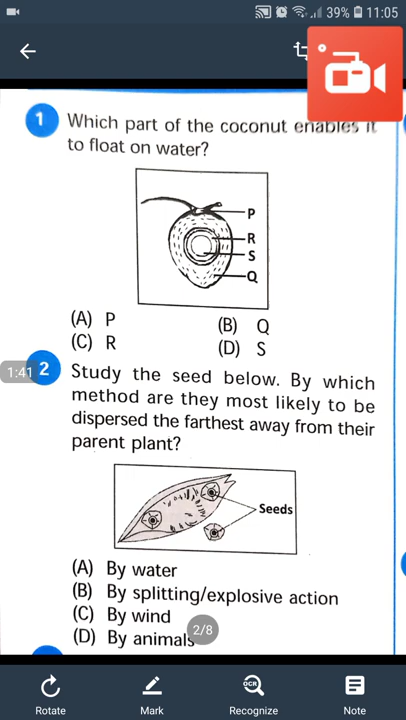 39% 11:05
1 Which part of the coconut enables it
to float on water?
P
R
S
Q
(A) P (B) Q
(C) R (D) S
1:41
2 Study the seed below. By which
method are they most likely to be
dispersed the farthest away from their
parent plant?
Seeds
(A) By water
(B) By splitting/explosive action
(C) By wind
(D) By animals
2/8
OCR
Rotate Mark Recognize Note